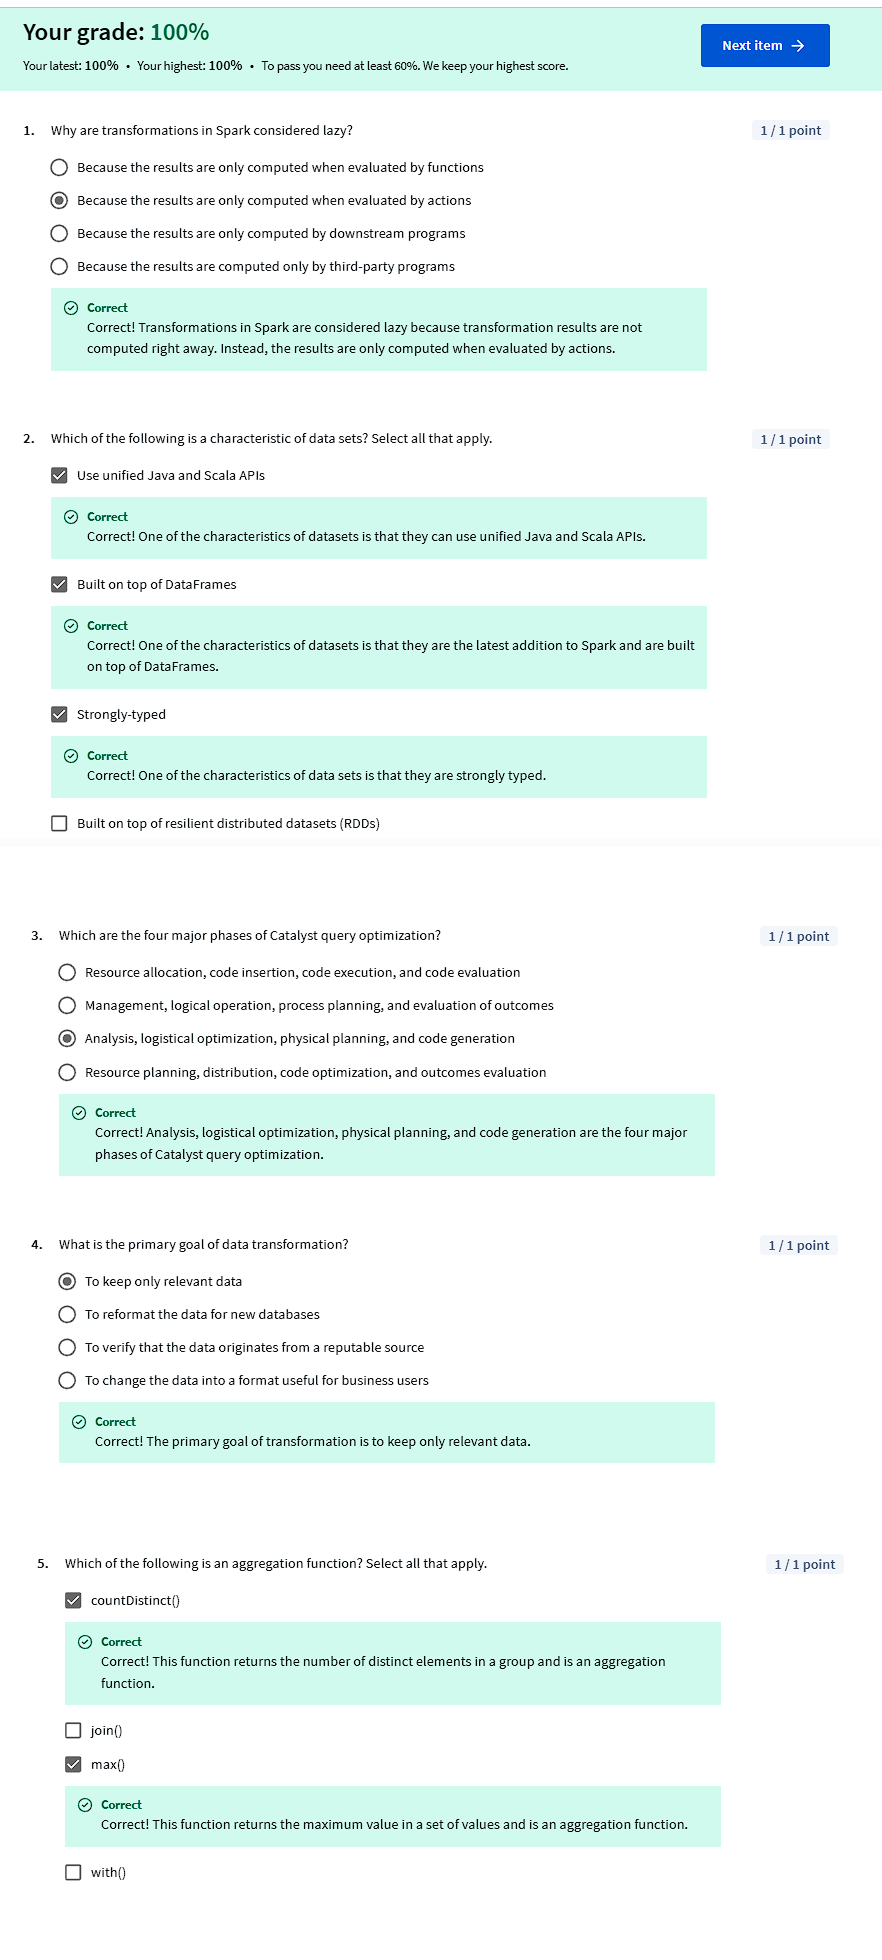 Your grade: 100%
Next item →
Your latest: 100% • Your highest: 100% • To pass you need at least 60%. We keep your highest score.
1. Why are transformations in Spark considered lazy?
1 / 1 point
Because the results are only computed when evaluated by functions
Because the results are only computed when evaluated by actions
Because the results are only computed by downstream programs
Because the results are computed only by third-party programs
Correct
Correct! Transformations in Spark are considered lazy because transformation results are not
computed right away. Instead, the results are only computed when evaluated by actions.
2. Which of the following is a characteristic of data sets? Select all that apply.
1 / 1 point
Use unified Java and Scala APIs
Correct
Correct! One of the characteristics of datasets is that they can use unified Java and Scala APIs.
Built on top of DataFrames
Correct
Correct! One of the characteristics of datasets is that they are the latest addition to Spark and are built
on top of DataFrames.
Strongly-typed
Correct
Correct! One of the characteristics of data sets is that they are strongly typed.
Built on top of resilient distributed datasets (RDDs)
3. Which are the four major phases of Catalyst query optimization?
1 / 1 point
Resource allocation, code insertion, code execution, and code evaluation
Management, logical operation, process planning, and evaluation of outcomes
Analysis, logistical optimization, physical planning, and code generation
Resource planning, distribution, code optimization, and outcomes evaluation
Correct
Correct! Analysis, logistical optimization, physical planning, and code generation are the four major
phases of Catalyst query optimization.
4. What is the primary goal of data transformation?
1 / 1 point
To keep only relevant data
To reformat the data for new databases
To verify that the data originates from a reputable source
To change the data into a format useful for business users
Correct
Correct! The primary goal of transformation is to keep only relevant data.
5. Which of the following is an aggregation function? Select all that apply.
1 / 1 point
countDistinct()
Correct
Correct! This function returns the number of distinct elements in a group and is an aggregation
function.
join()
max()
Correct
Correct! This function returns the maximum value in a set of values and is an aggregation function.
with()